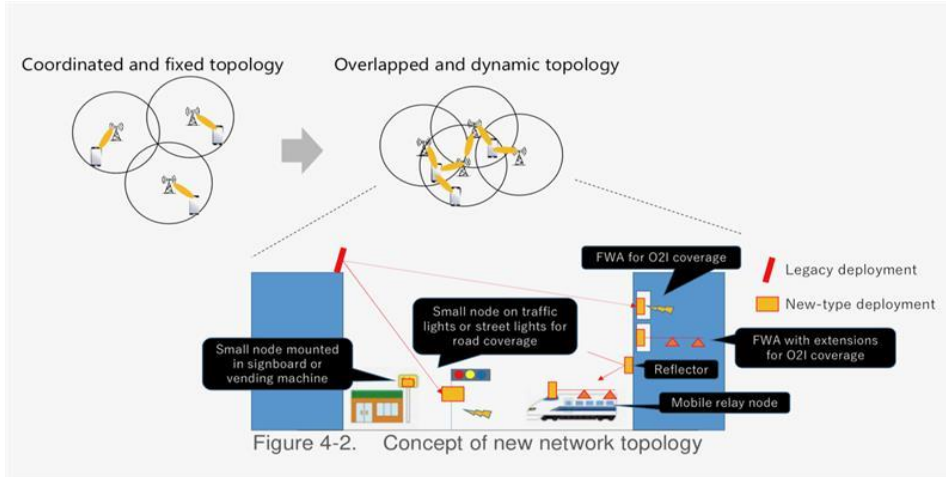 Coordinated and fixed topology
Overlapped and dynamic topology
FWA for O2I coverage
Legacy deployment
New-type deployment
Small node on traffic
lights or street lights for
road coverage
Small node mounted
in signboard or
vending machine
FWA with extensions
for O2I coverage
Reflector
Mobile relay node
Figure 4-2. Concept of new network topology